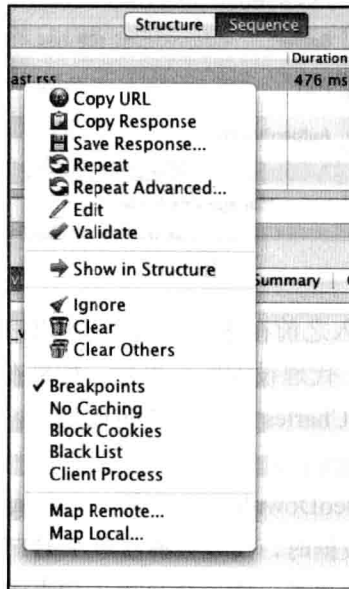 Structure Sequence
Duration
ast.rss 476 ms
Copy URL
Copy Response
Save Response...
Repeat
Repeat Advanced...
Edit
Validate
Show in Structure
Summary
Ignore
Clear
Clear Others
Breakpoints
No Caching
Block Cookies
Black List
Client Process
Map Remote...
Map Local...